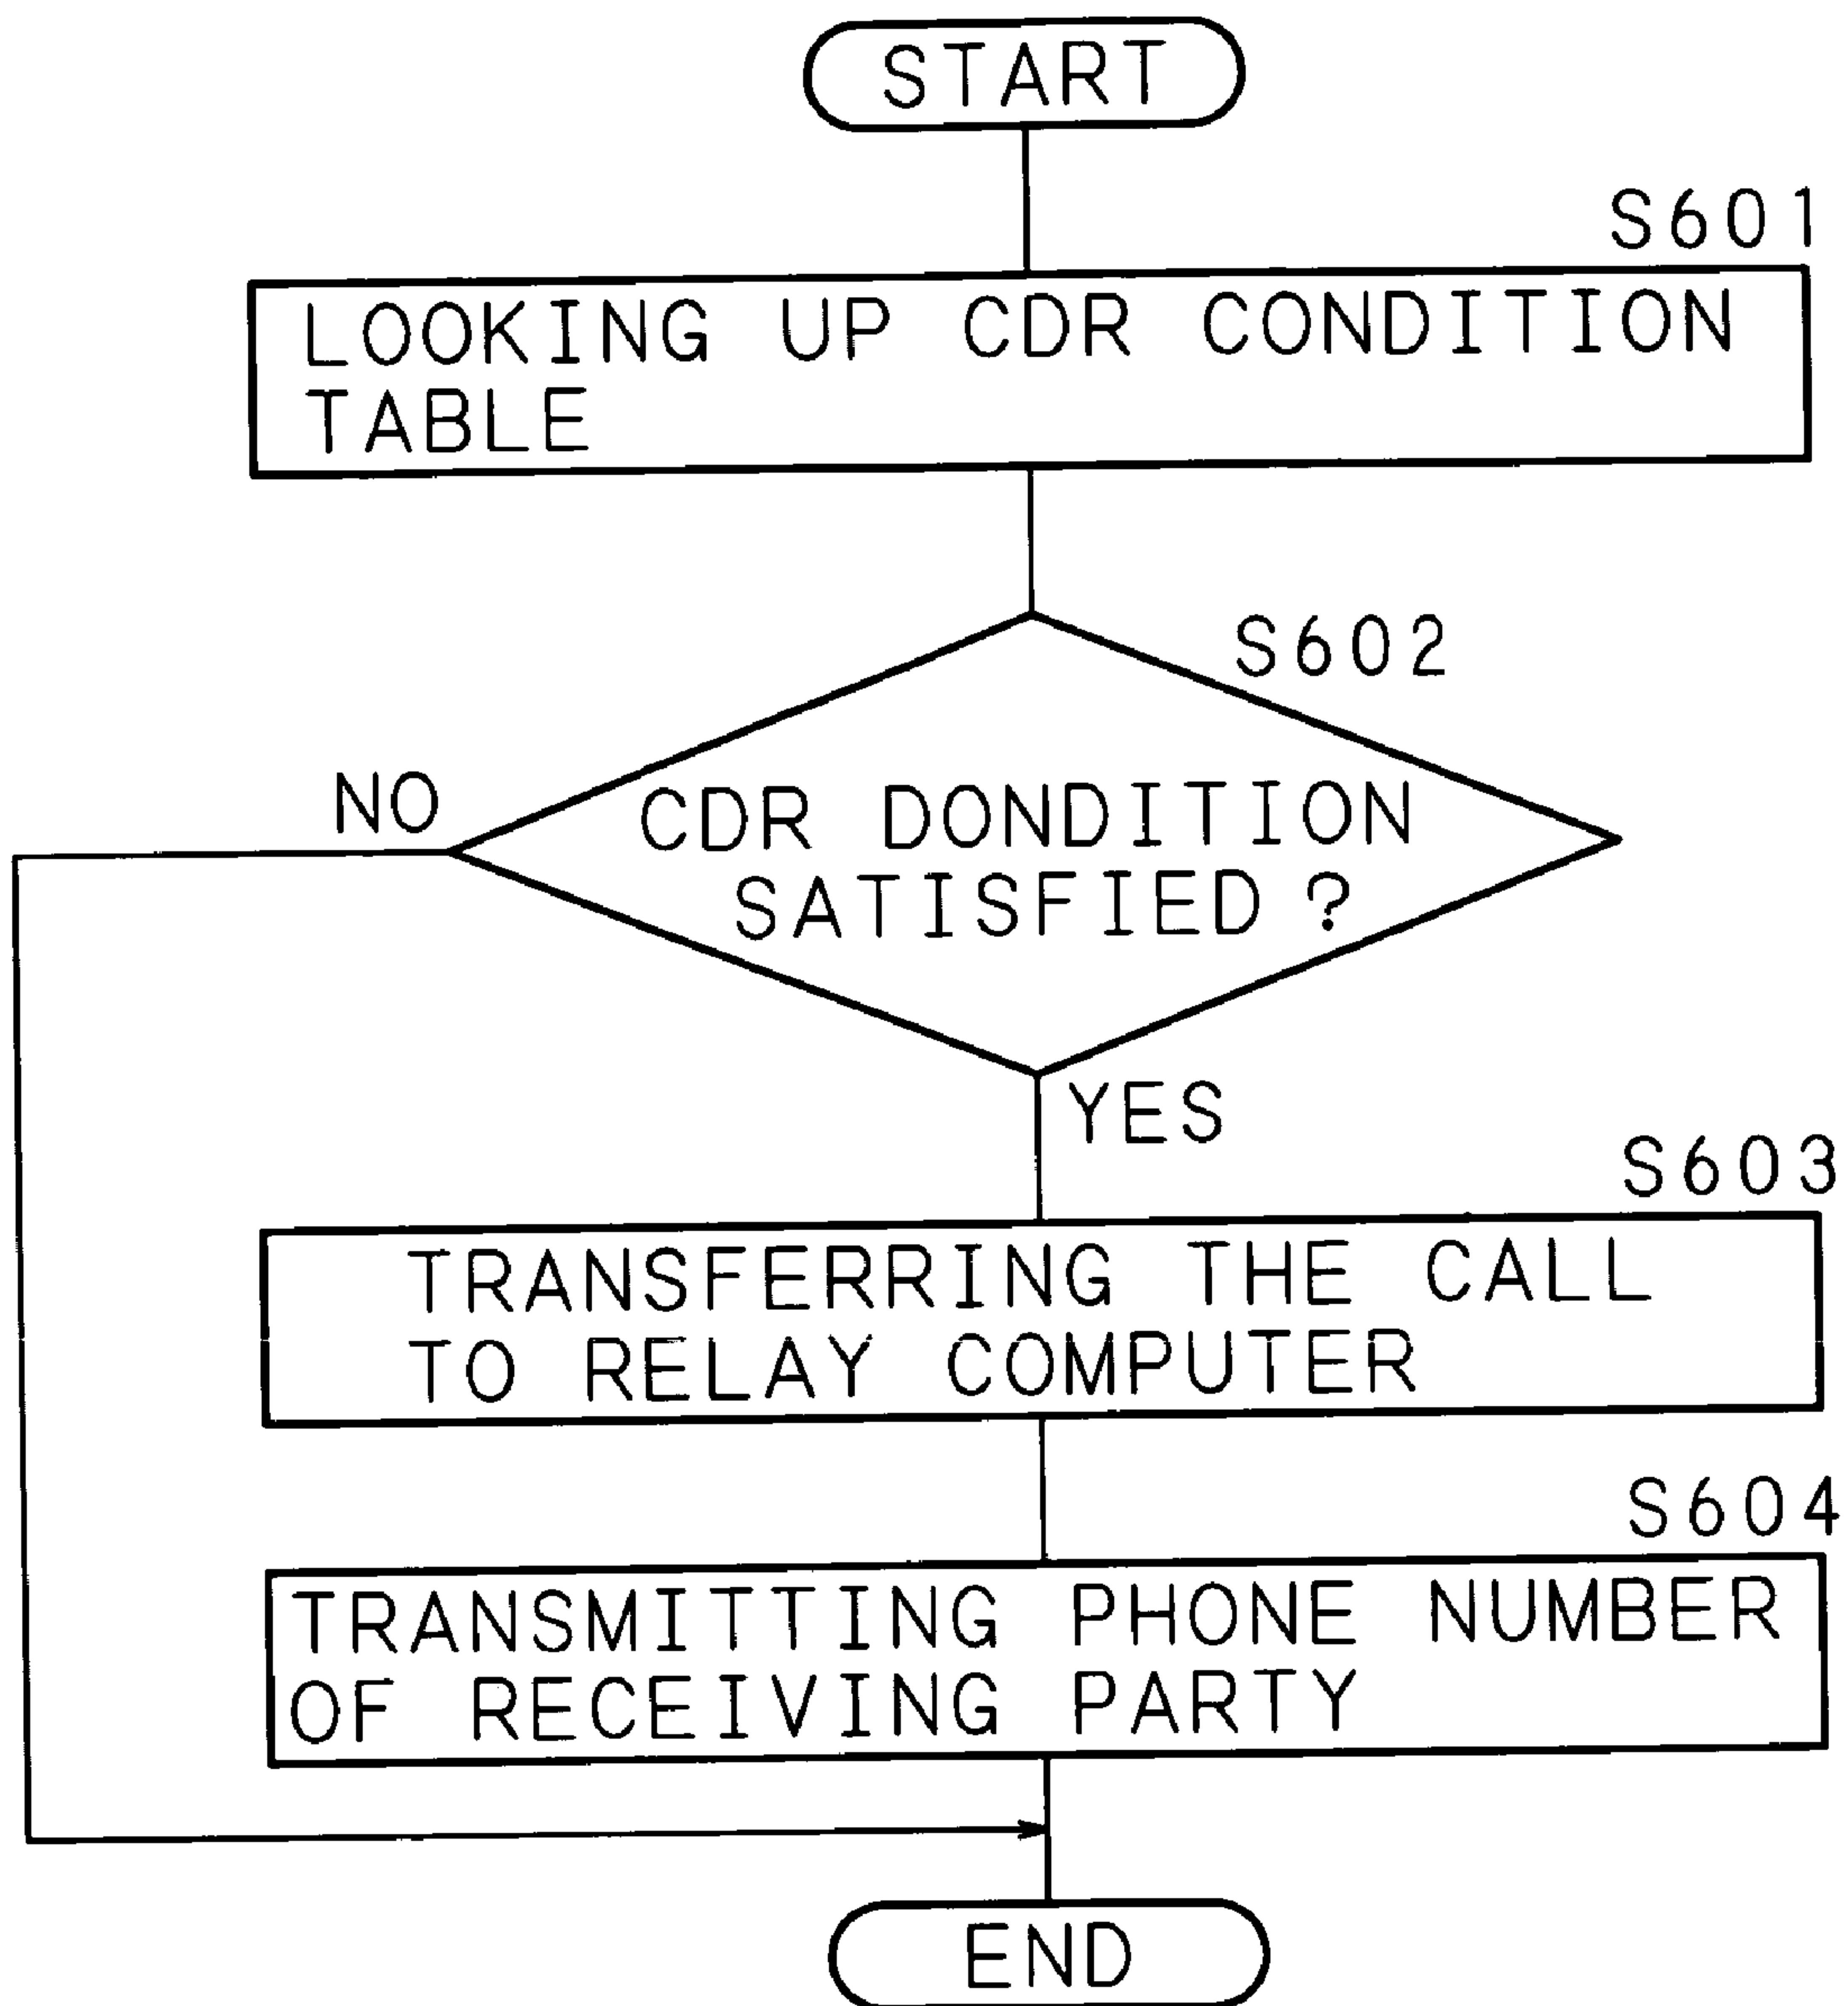 START
S601
LOOKING UP CDR CONDITION
TABLE
S602
NO
CDR DONDITION
SATISFIED?
YES
S603
TRANSFERRING THE CALL
TO RELAY COMPUTER
S604
TRANSMITTING PHONE NUMBER
OF RECEIVING PARTY
END